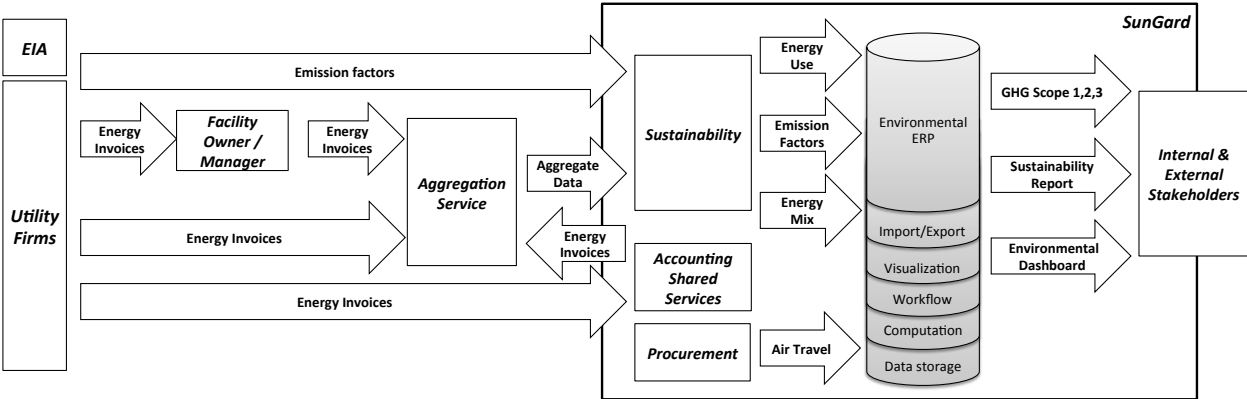 SunGard
EIA
Emission factors
Energy
Use
GHG Scope 1,2,3
Utility
Firms
Energy
Invoices
Facility
Owner /
Manager
Energy
Invoices
Aggregation
Service
Aggregate
Data
Sustainability
Emission
Factors
Energy
Mix
Environmental
ERP
Import/Export
Visualization
Workflow
Computation
Data storage
Sustainability
Report
Environmental
Dashboard
Internal &
External
Stakeholders
Energy Invoices
Energy
Invoices
Accounting
Shared
Services
Energy Invoices
Procurement
Air Travel